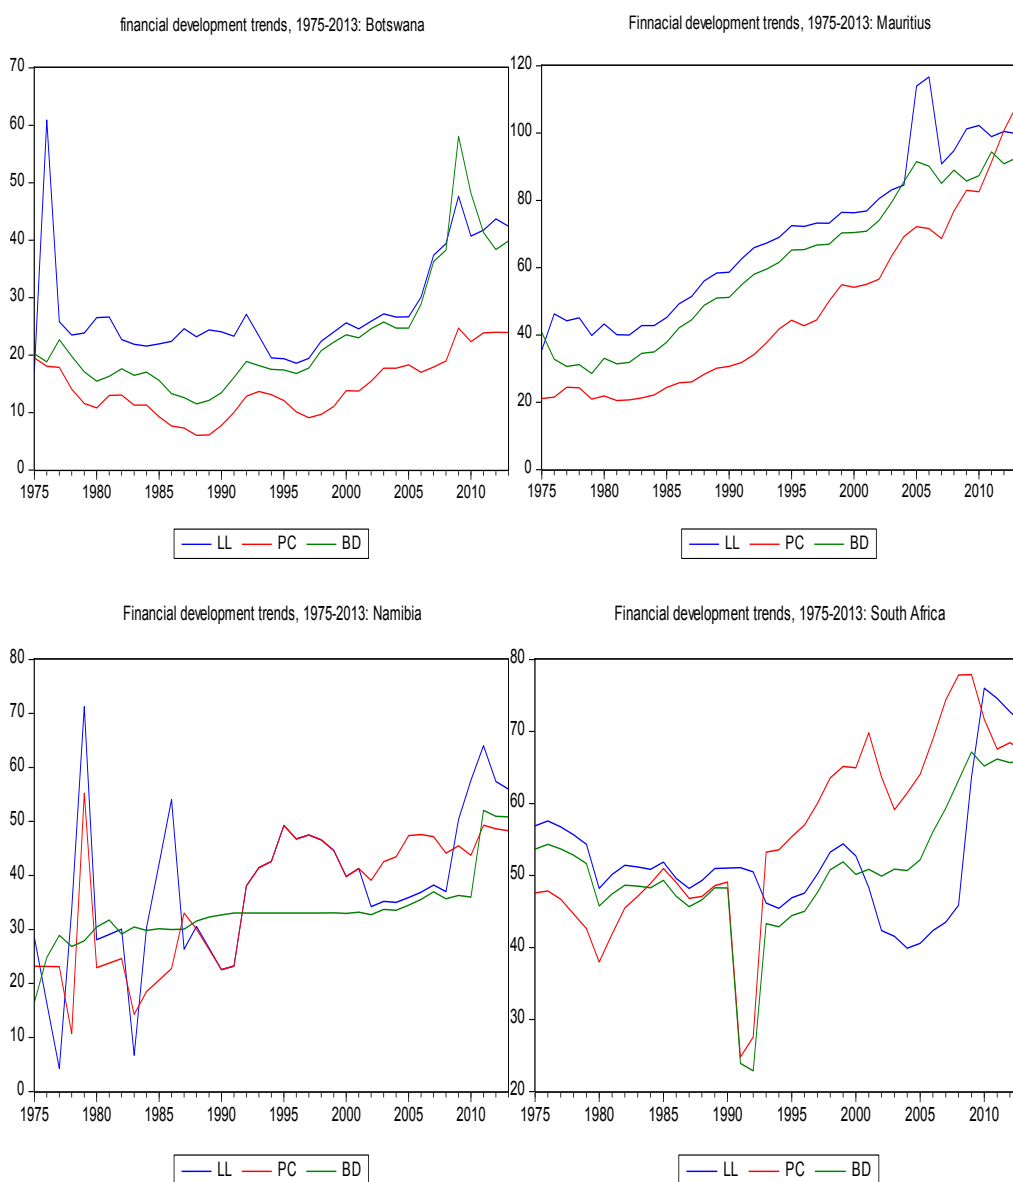 financial development trends, 1975-2013: Botswana
70
60
50
40
30
20
10
0
1975 1980 1985 1990 1995 2000 2005 2010
LL PC BD
Finnacial development trends, 1975-2013: Mauritius
120
100
80
60
40
20
0
1975 1980 1985 1990 1995 2000 2005 2010
LL PC BD
Financial development trends, 1975-2013: Namibia
80
70
60
50
40
30
20
10
0
1975 1980 1985 1990 1995 2000 2005 2010
LL PC BD
Financial development trends, 1975-2013: South Africa
80
70
60
50
40
30
20
1975 1980 1985 1990 1995 2000 2005 2010
LL PC BD